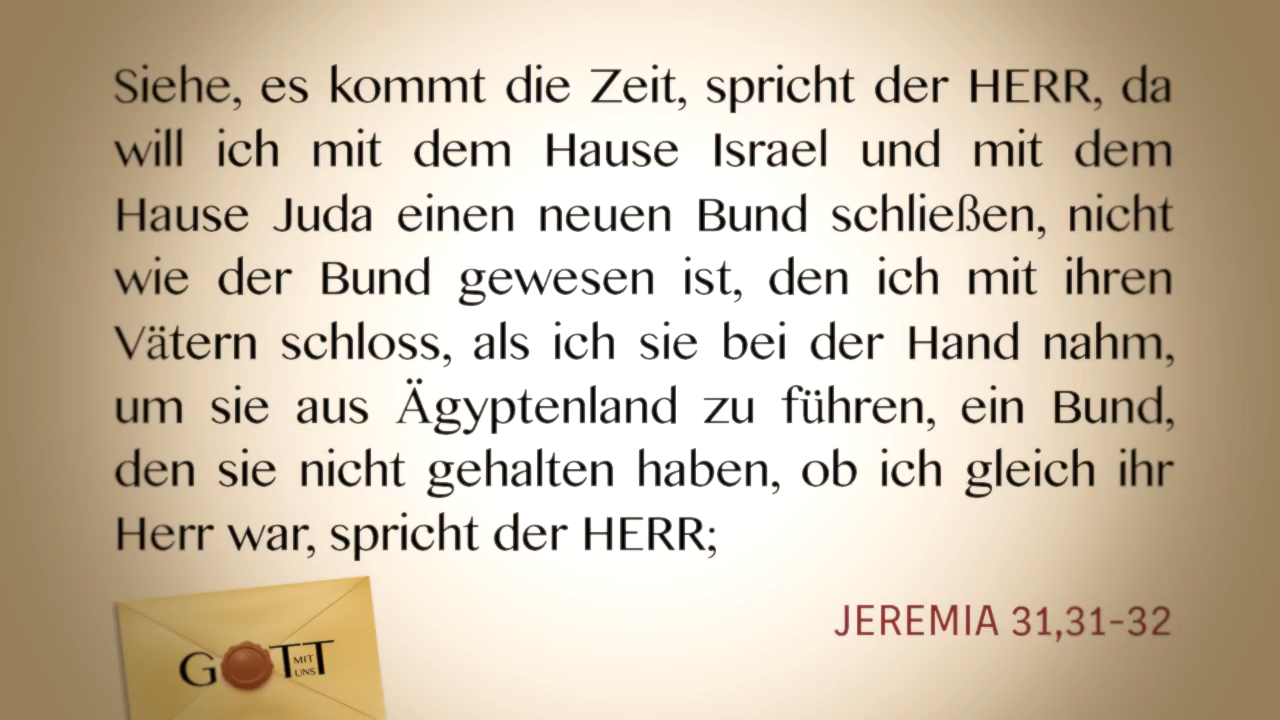 Siehe, es kommt die Zeit, spricht der HERR, da
will ich mit dem Hause Israel und mit dem
Hause Juda einen neuen Bund schließen, nicht
wie der Bund gewesen ist, den ich mit ihren
Vätern schloss, als ich sie bei der Hand nahm,
um sie aus Ägyptenland zu führen, ein Bund,
den sie nicht gehalten haben, ob ich gleich ihr
Herr war, spricht der HERR;
JEREMIA 31,31-32
GOTT
MIT
UNS